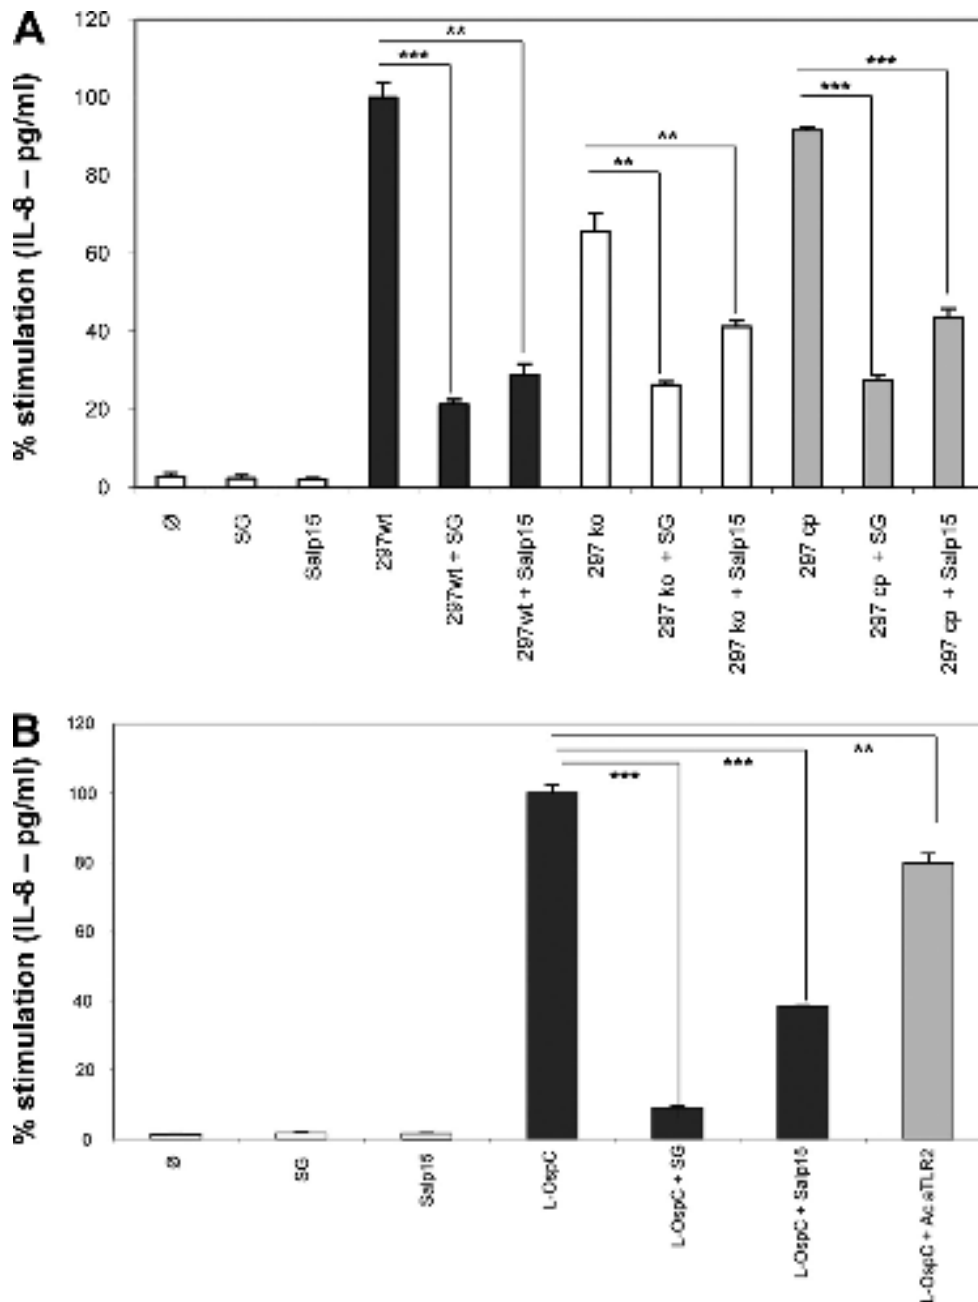 A
% stimulation (IL-8 – pg/ml)
120
100
80
60
40
20
0
**
***
**
**
***
***
Ø
SG
Salp15
297wt
297wt + SG
297wt + Salp15
297 ko
297 ko + SG
297 ko + Salp15
297 cp
297 cp + SG
297 cp + Salp15
B
% stimulation (IL-8 – pg/ml)
120
100
80
60
40
20
0
**
***
***
Ø
SG
Salp15
L-OspC
L-OspC + SG
L-OspC + Salp15
L-OspC + Ac aTLR2